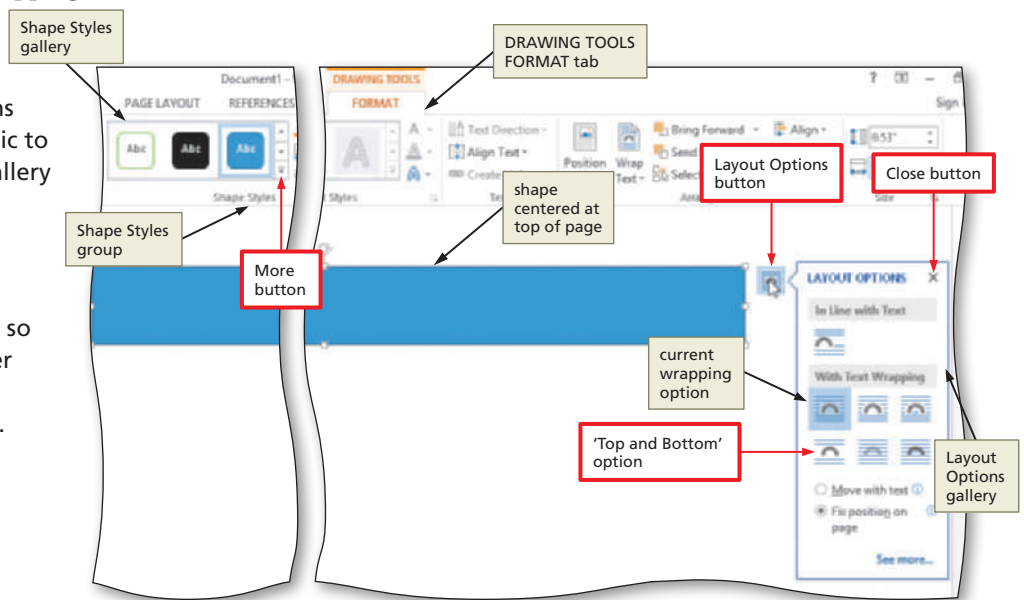 Shape Styles
gallery
DRAWING TOOLS
FORMAT tab
Document1 -
DRAWING TOOLS
PAGE LAYOUT
REFERENCES
FORMAT
Sign
ns
ic to
allery
Abc
Abc
Abc
A
Text Direction
Align Text
Position
Wrap
Text
Bring Forward
Align
Send
Select
0.53"
Shape Styles
Styles
Size
Layout Options
button
Close button
shape
centered at
top of page
Shape Styles
group
More
button
so
er
.
LAYOUT OPTIONS
In Line with Text
With Text Wrapping
current
wrapping
option
'Top and Bottom'
option
Layout
Options
gallery
Move with text
Fix position on
page
See more...